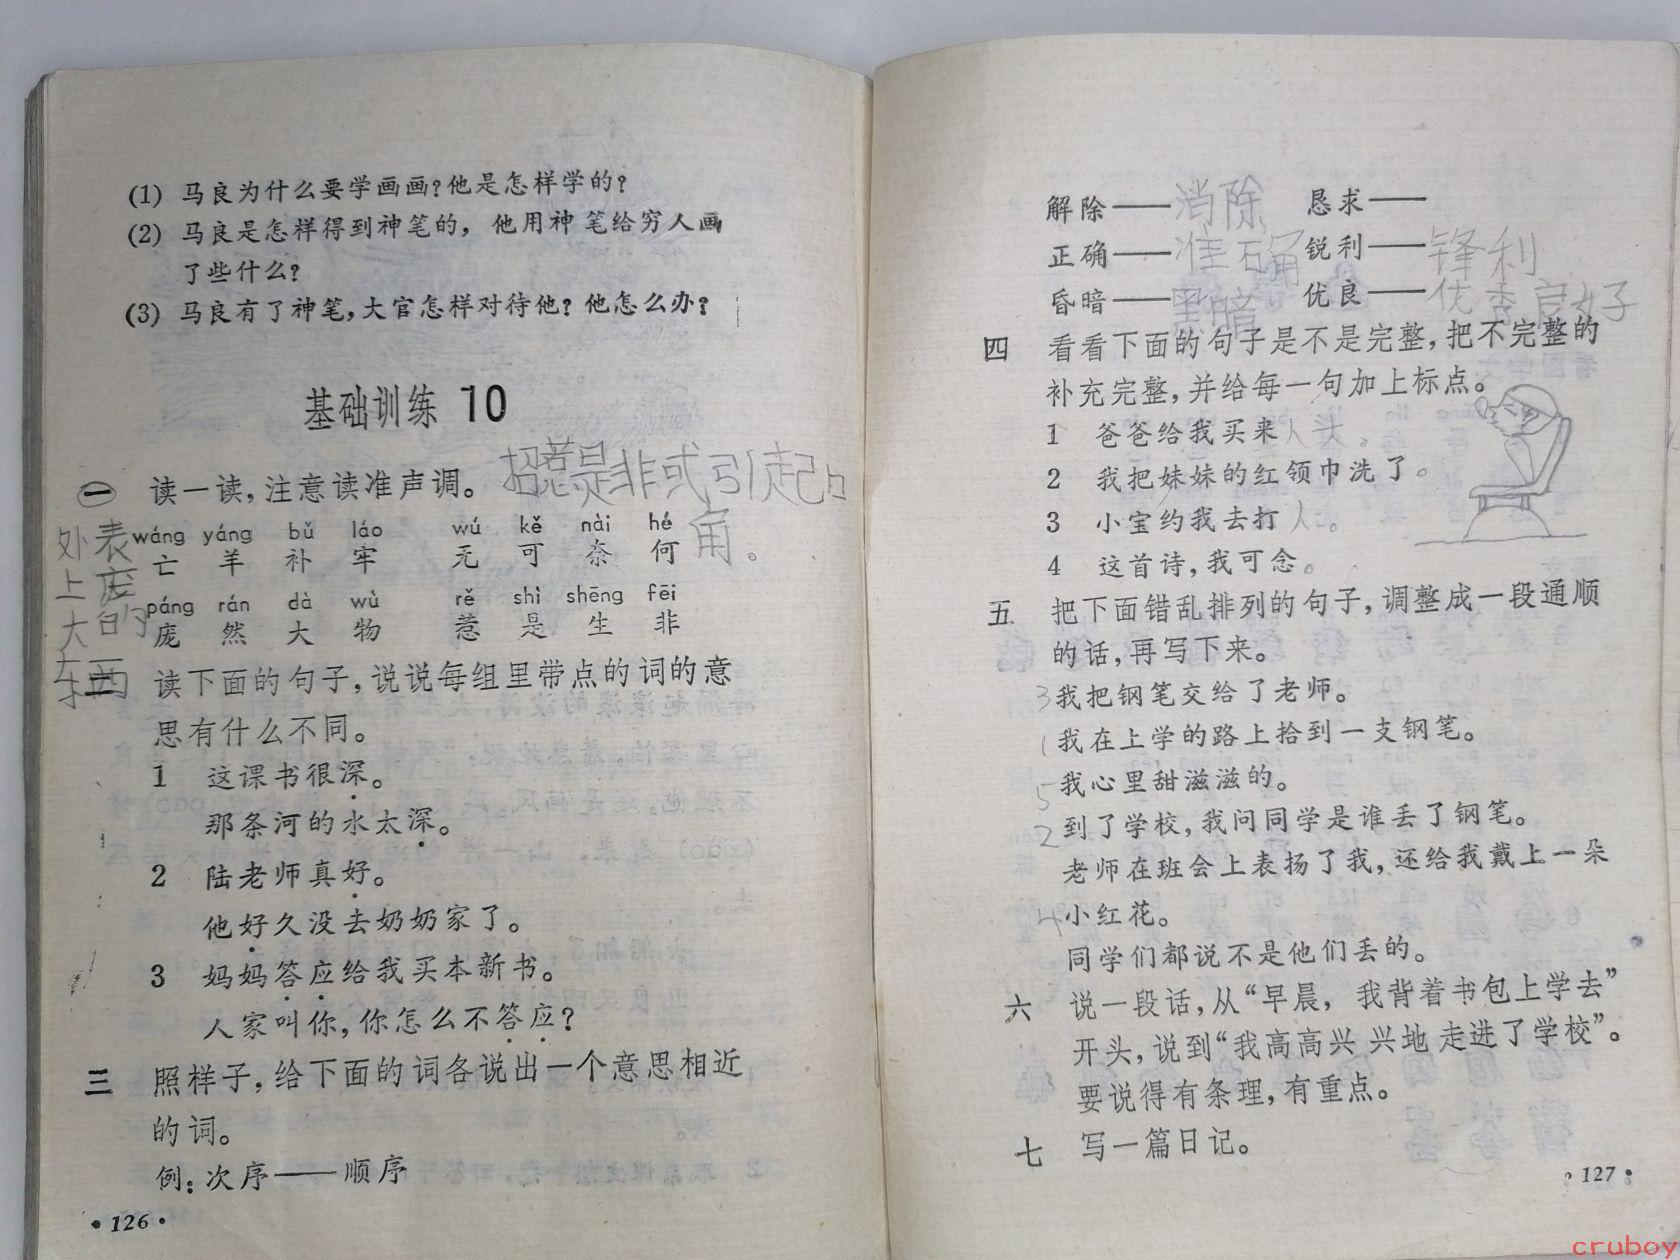 (1) 马良为什么要学画画?他是怎样学的?
(2) 马良是怎样得到神笔的, 他用神笔给穷人画
了些什么?
(3) 马良有了神笔,大官怎样对待他?他怎么办?
基础训练 10
招惹是非或引起口
角。
一 读一读,注意读准声调。
外表
上庞
大的
东西
wáng yáng bǔ láo wú kě nài hé
亡 羊 补 牢 无 可 奈 何
páng rán dà wù rě shì shēng fēi
庞 然 大 物 惹 是 生 非
二 读下面的句子,说说每组里带点的词的意
思有什么不同。
1 这课书很深。
那条河的水太深。
2 陆老师真好。
他好久没去奶奶家了。
3 妈妈答应给我买本新书。
人家叫你,你怎么不答应?
三 照样子,给下面的词各说出一个意思相近
的词。
例:次序——顺序
·126·
解除——消除 恳求——
正确——准确 锐利——锋利
昏暗——黑暗 优良——优秀良好
四 看看下面的句子是不是完整,把不完整的
补充完整,并给每一句加上标点。
1 爸爸给我买来人头。
2 我把妹妹的红领巾洗了。
3 小宝约我去打人。
4 这首诗,我可念。
五 把下面错乱排列的句子,调整成一段通顺
的话,再写下来。
3我把钢笔交给了老师。
1我在上学的路上拾到一支钢笔。
5我心里甜滋滋的。
2到了学校,我问同学是谁丢了钢笔。
老师在班会上表扬了我,还给我戴上一朵
4小红花。
同学们都说不是他们丢的。
六 说一段话,从“早晨, 我背着书包上学去”
开头,说到“我高高兴兴地走进了学校”。
要说得有条理,有重点。
七 写一篇日记。
·127·
cruboy